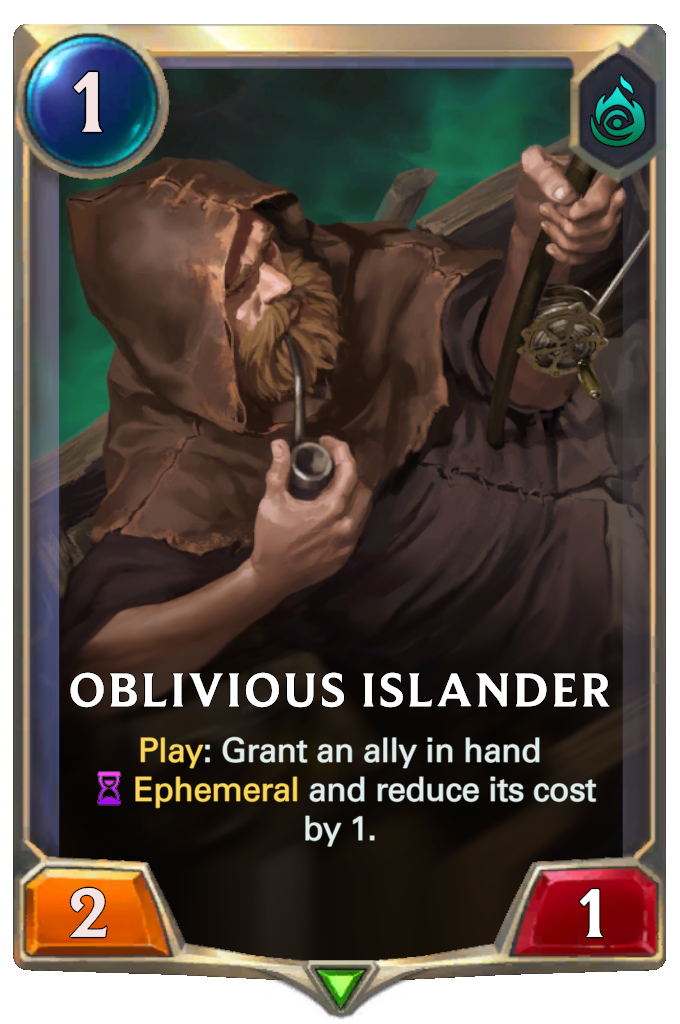 1
OBLIVIOUS ISLANDER
Play: Grant an ally in hand
Ephemeral and reduce its cost
by 1.
2
1